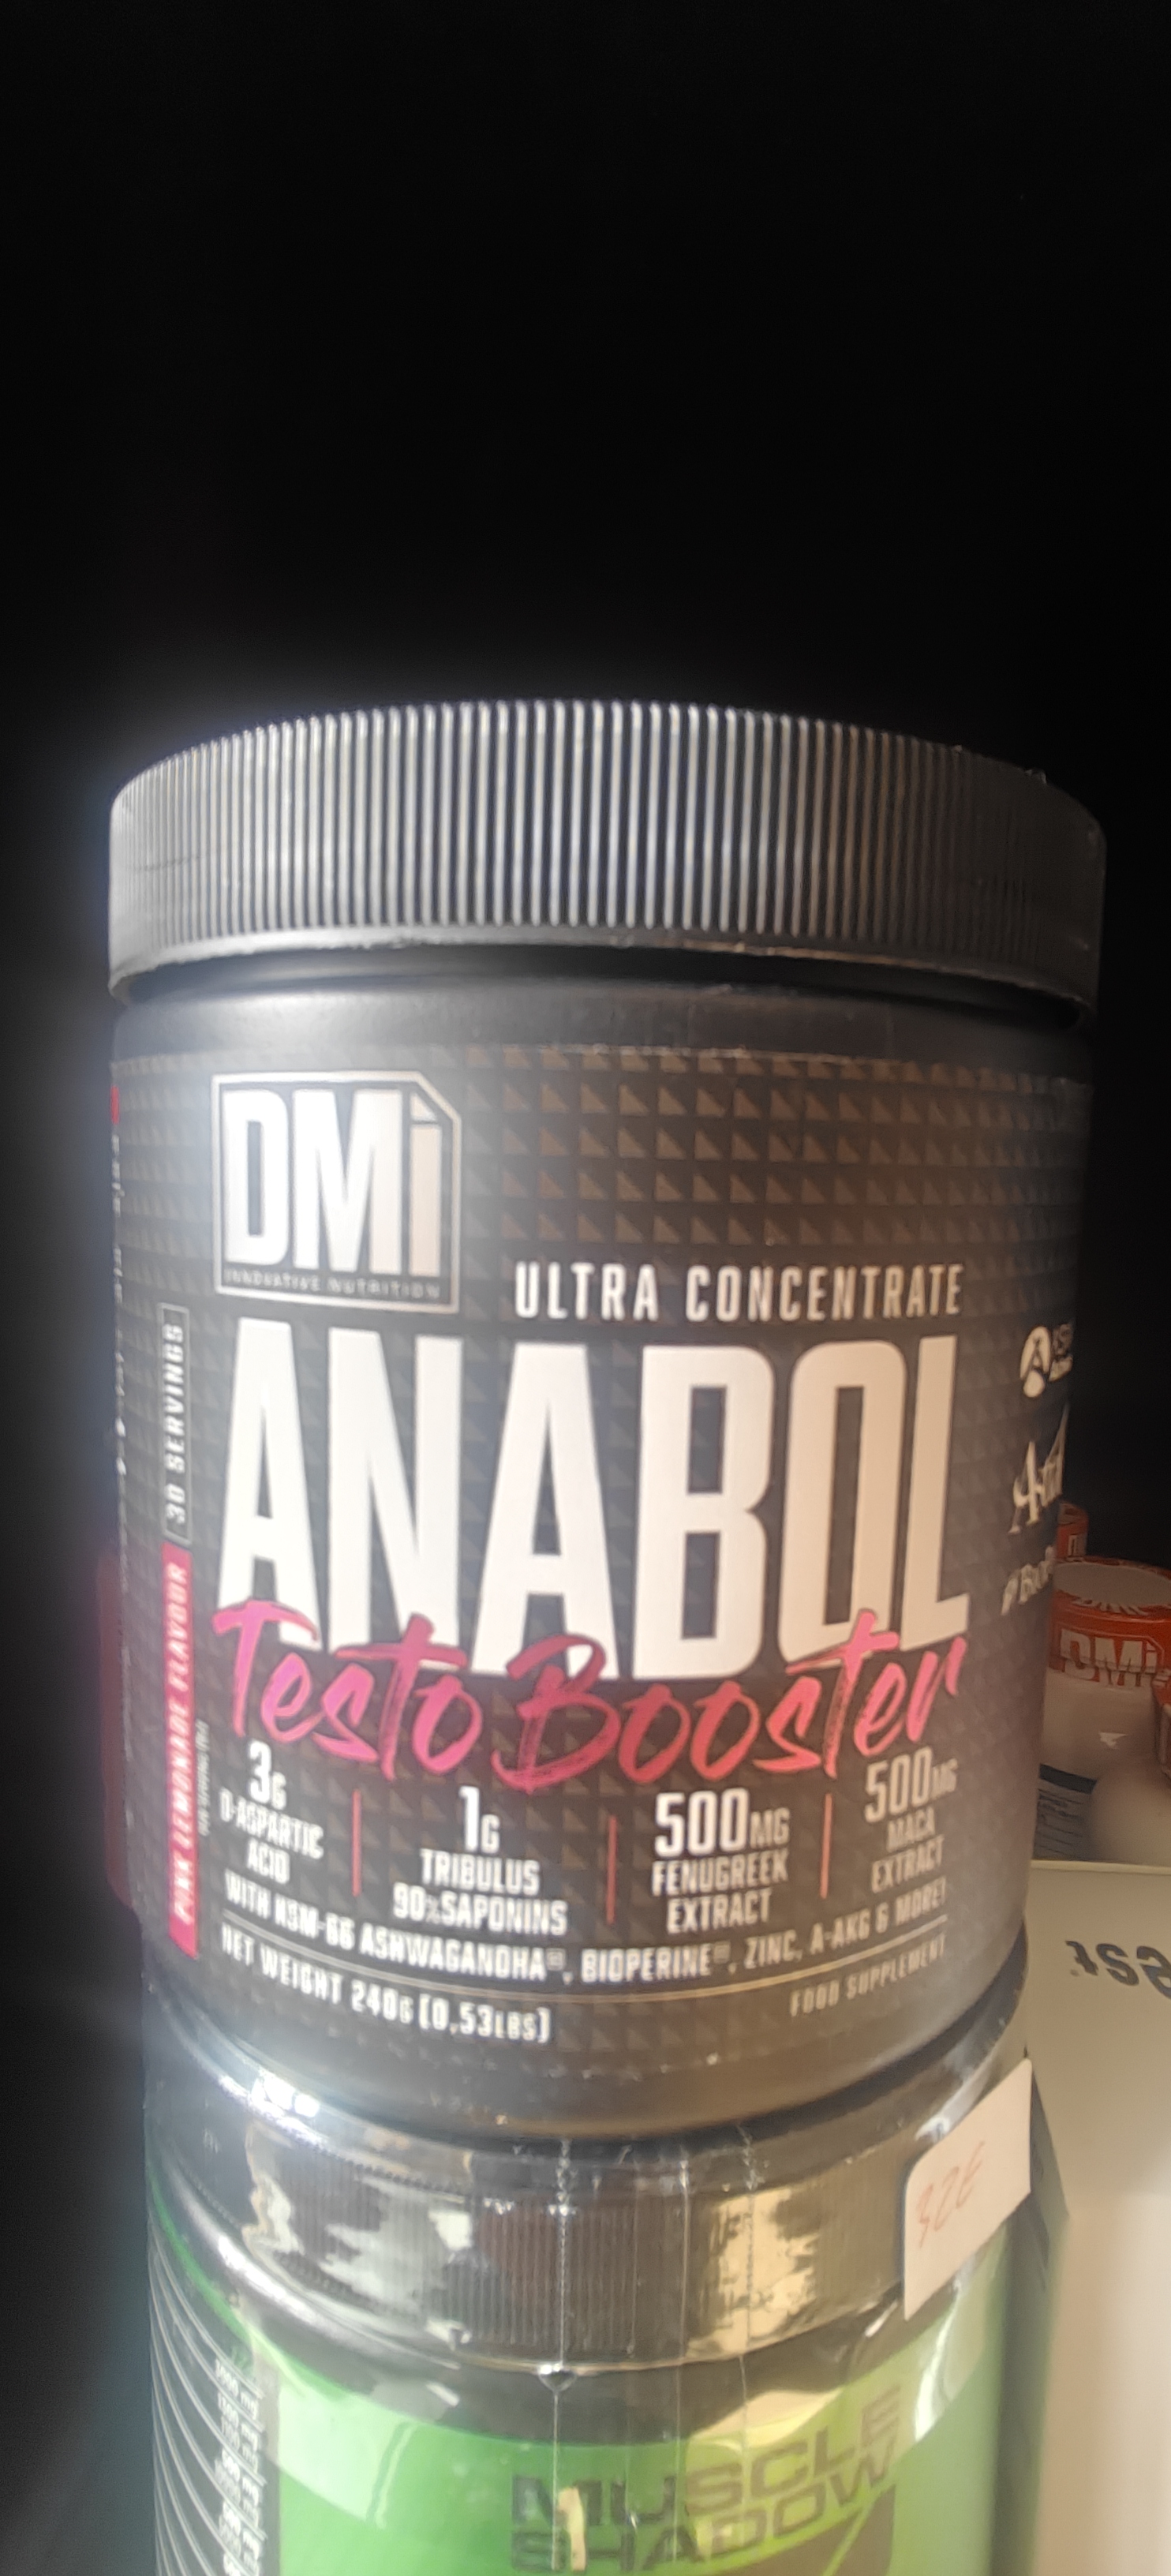 DMi
INNOVATIVE NUTRITION
ULTRA CONCENTRATE
ANABOL
Testo Booster
30 SERVINGS
PINK LEMONADE FLAVOUR
3G
D-ASPARTIC
ACID
1G
TRIBULUS
90%SAPONINS
500MG
FENUGREEK
EXTRACT
500MG
MACA
EXTRACT
WITH KSM-66 ASHWAGANDHA®, BIOPERINE®, ZINC, A-AKG & MORE!
NET WEIGHT 240G (0,53LBS)
FOOD SUPPLEMENT
DMi
MUSCLE
SHADOW